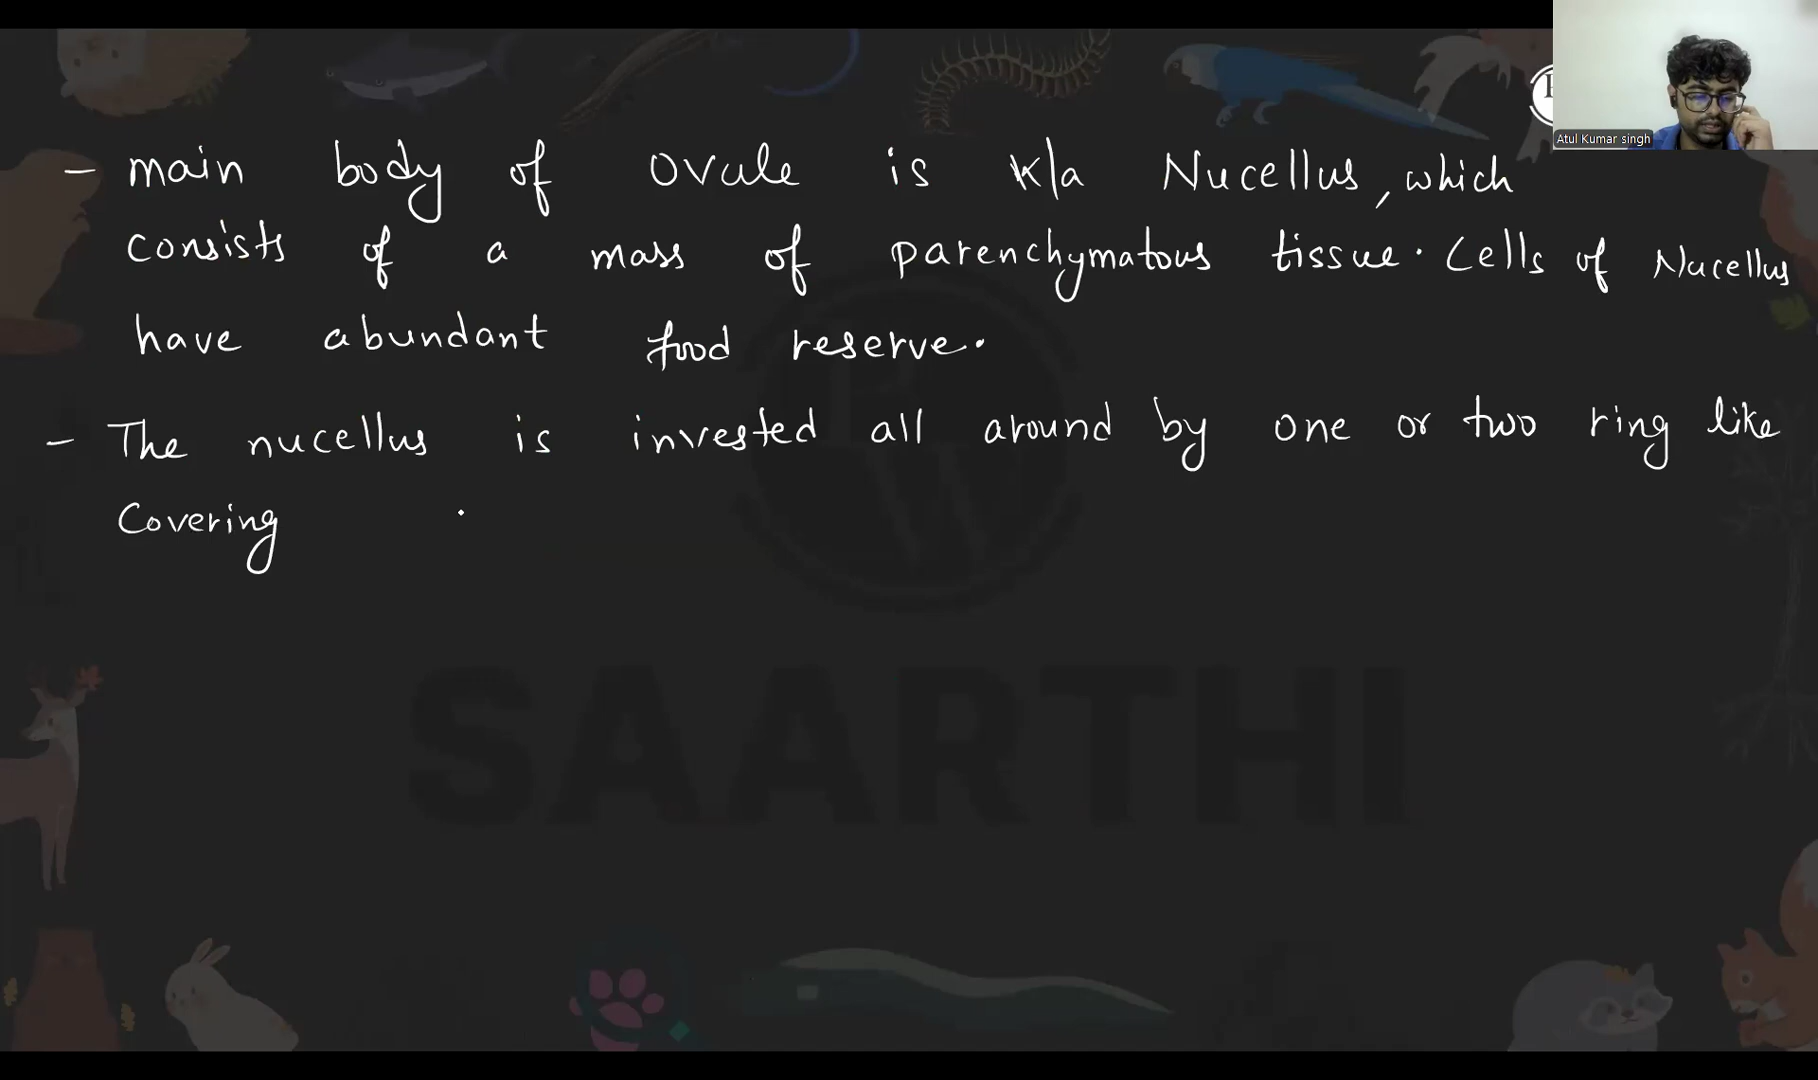 Atul Kumar singh
- main body of ovule is k/a Nucellus, which
consists of a mass of parenchymatous tissue. Cells of Nucellus
have abundant food reserve.
- The nucellus is invested all around by one or two ring like
Covering
SAARTHI